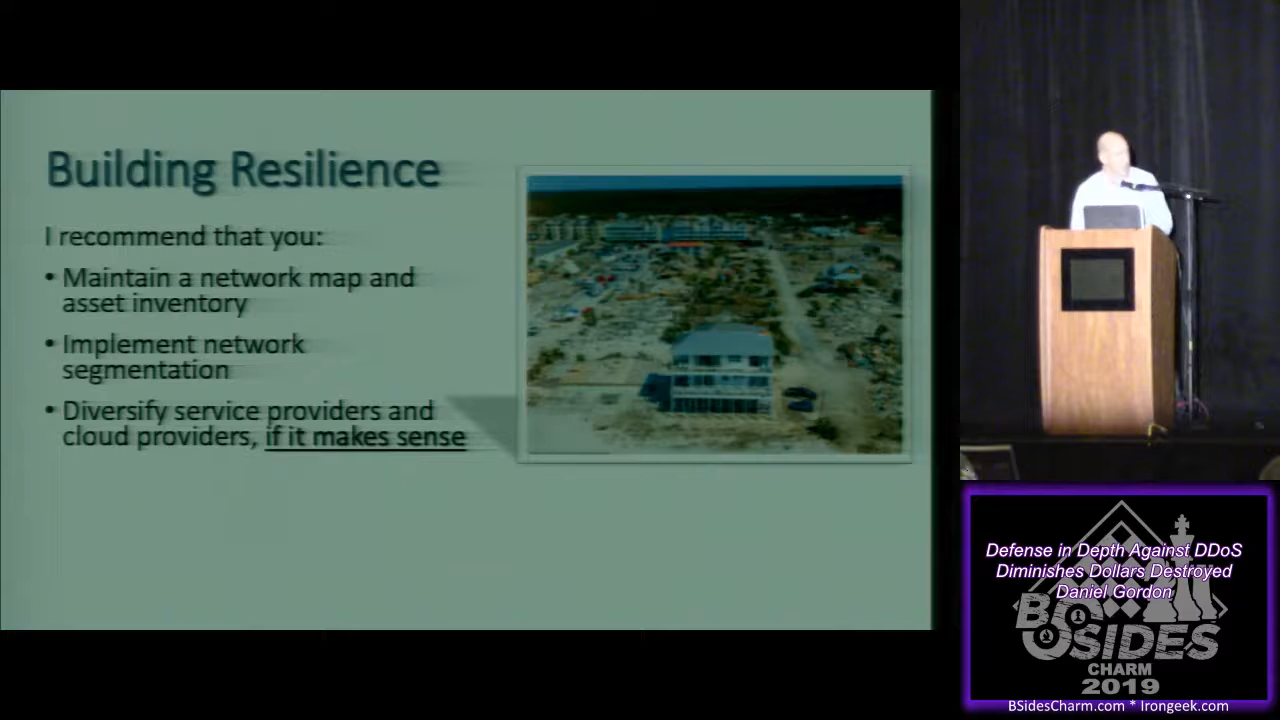 Building Resilience
I recommend that you:
• Maintain a network map and
asset inventory
• Implement network
segmentation
• Diversify service providers and
cloud providers, if it makes sense
Defense in Depth Against DDoS
Diminishes Dollars Destroyed
Daniel Gordon
BSIDES
CHARM
2019
BSidesCharm.com * Irongeek.com